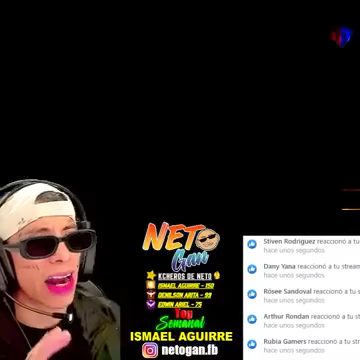 NETO
Gan
KCHEROS DE NETO
ISMAEL AGUIRRE - 150
DENILSON ARITA - 99
EDWIN ARIEL - 75
Top
Semanal
ISMAEL AGUIRRE
netogan.fb
Stiven Rodriguez reaccionó a tu
hace unos segundos
Dany Yana reaccionó a tu stream
hace unos segundos
Rosee Sandoval reaccionó a tu s
hace unos segundos
Arthur Rondan reaccionó a tu st
hace unos segundos
Rubia Gamers reaccionó a tu str
hace unos segundos